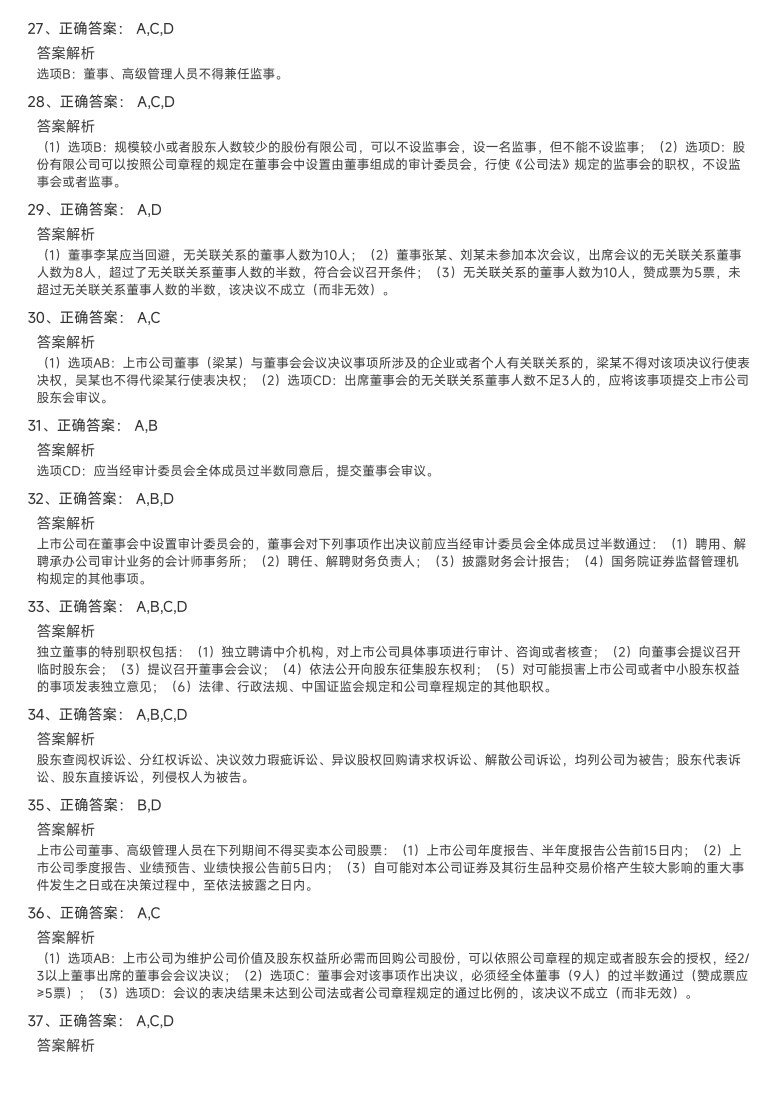 27、正确答案： A,C,D
答案解析
选项B：董事、高级管理人员不得兼任监事。
28、正确答案： A,C,D
答案解析
（1）选项B：规模较小或者股东人数较少的股份有限公司，可以不设监事会，设一名监事，但不能不设监事；（2）选项D：股
份有限公司可以按照公司章程的规定在董事会中设置由董事组成的审计委员会，行使《公司法》规定的监事会的职权，不设监
事会或者监事。
29、正确答案： A,D
答案解析
（1）董事李某应当回避，无关联关系的董事人数为10人；（2）董事张某、刘某未参加本次会议，出席会议的无关联关系董事
人数为8人，超过了无关联关系董事人数的半数，符合会议召开条件；（3）无关联关系的董事人数为10人，赞成票为5票，未
超过无关联关系董事人数的半数，该决议不成立（而非无效）。
30、正确答案： A,C
答案解析
（1）选项AB：上市公司董事（梁某）与董事会会议决议事项所涉及的企业或者个人有关联关系的，梁某不得对该项决议行使表
决权，吴某也不得代梁某行使表决权；（2）选项CD：出席董事会的无关联关系董事人数不足3人的，应将该事项提交上市公司
股东会审议。
31、正确答案： A,B
答案解析
选项CD：应当经审计委员会全体成员过半数同意后，提交董事会审议。
32、正确答案： A,B,D
答案解析
上市公司在董事会中设置审计委员会的，董事会对下列事项作出决议前应当经审计委员会全体成员过半数通过：（1）聘用、解
聘承办公司审计业务的会计师事务所；（2）聘任、解聘财务负责人；（3）披露财务会计报告；（4）国务院证券监督管理机
构规定的其他事项。
33、正确答案： A,B,C,D
答案解析
独立董事的特别职权包括：（1）独立聘请中介机构，对上市公司具体事项进行审计、咨询或者核查；（2）向董事会提议召开
临时股东会；（3）提议召开董事会会议；（4）依法公开向股东征集股东权利；（5）对可能损害上市公司或者中小股东权益
的事项发表独立意见；（6）法律、行政法规、中国证监会规定和公司章程规定的其他职权。
34、正确答案： A,B,C,D
答案解析
股东查阅权诉讼、分红权诉讼、决议效力瑕疵诉讼、异议股权回购请求权诉讼、解散公司诉讼，均列公司为被告；股东代表诉
讼、股东直接诉讼，列侵权人为被告。
35、正确答案： B,D
答案解析
上市公司董事、高级管理人员在下列期间不得买卖本公司股票：（1）上市公司年度报告、半年度报告公告前15日内；（2）上
市公司季度报告、业绩预告、业绩快报公告前5日内；（3）自可能对本公司证券及其衍生品种交易价格产生较大影响的重大事
件发生之日或在决策过程中，至依法披露之日内。
36、正确答案： A,C
答案解析
（1）选项AB：上市公司为维护公司价值及股东权益所必需而回购公司股份，可以依照公司章程的规定或者股东会的授权，经2/
3以上董事出席的董事会会议决议；（2）选项C：董事会对该事项作出决议，必须经全体董事（9人）的过半数通过（赞成票应
≥5票）；（3）选项D：会议的表决结果未达到公司法或者公司章程规定的通过比例的，该决议不成立（而非无效）。
37、正确答案： A,C,D
答案解析